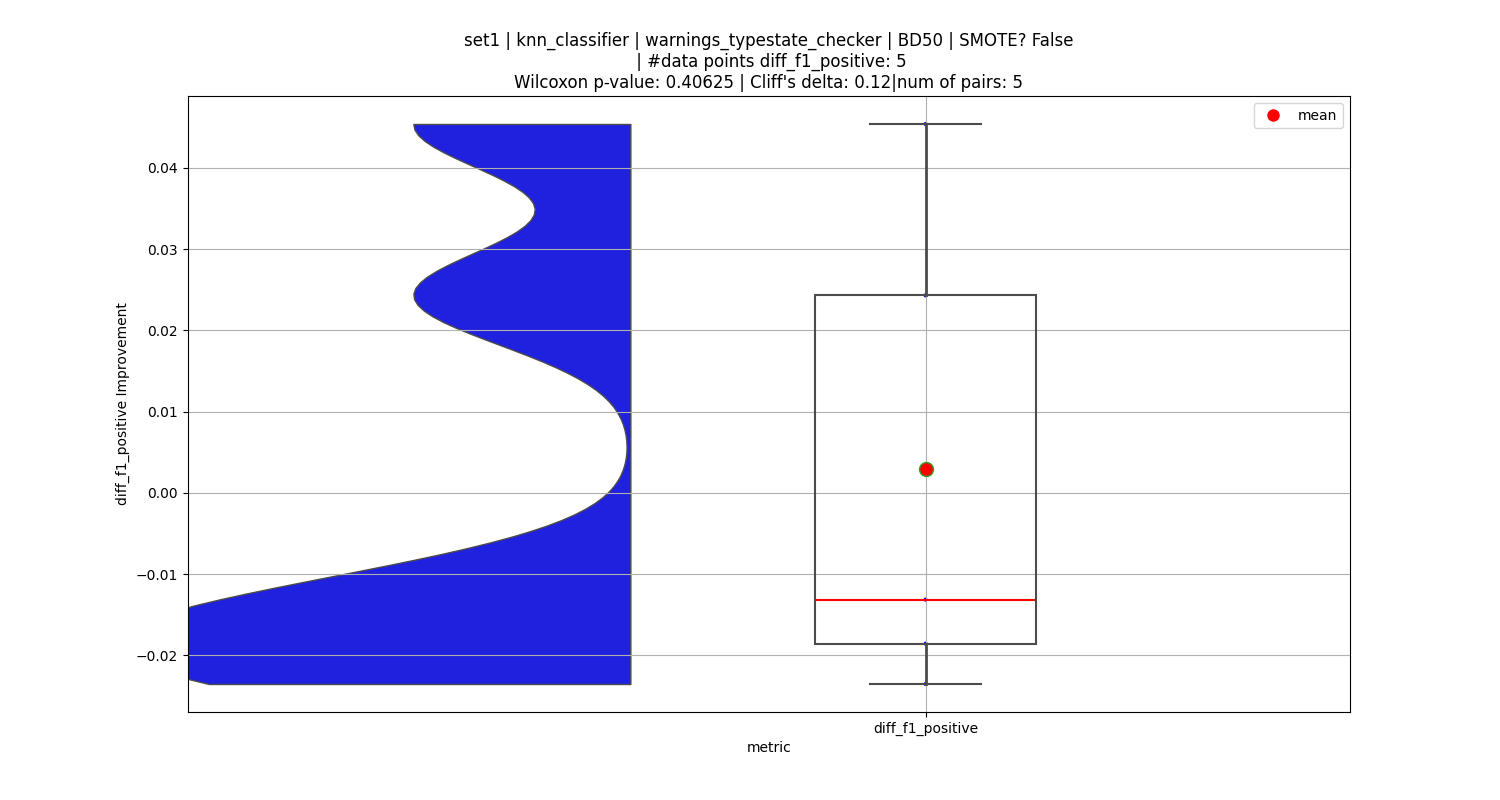 set1 | knn_classifier | warnings_typestate_checker | BD50 | SMOTE? False
| #data points diff_f1_positive: 5
Wilcoxon p-value: 0.40625 | Cliff's delta: 0.12|num of pairs: 5
mean
0.04
0.03
0.02
0.01
0.00
−0.01
−0.02
diff_f1_positive Improvement
diff_f1_positive
metric